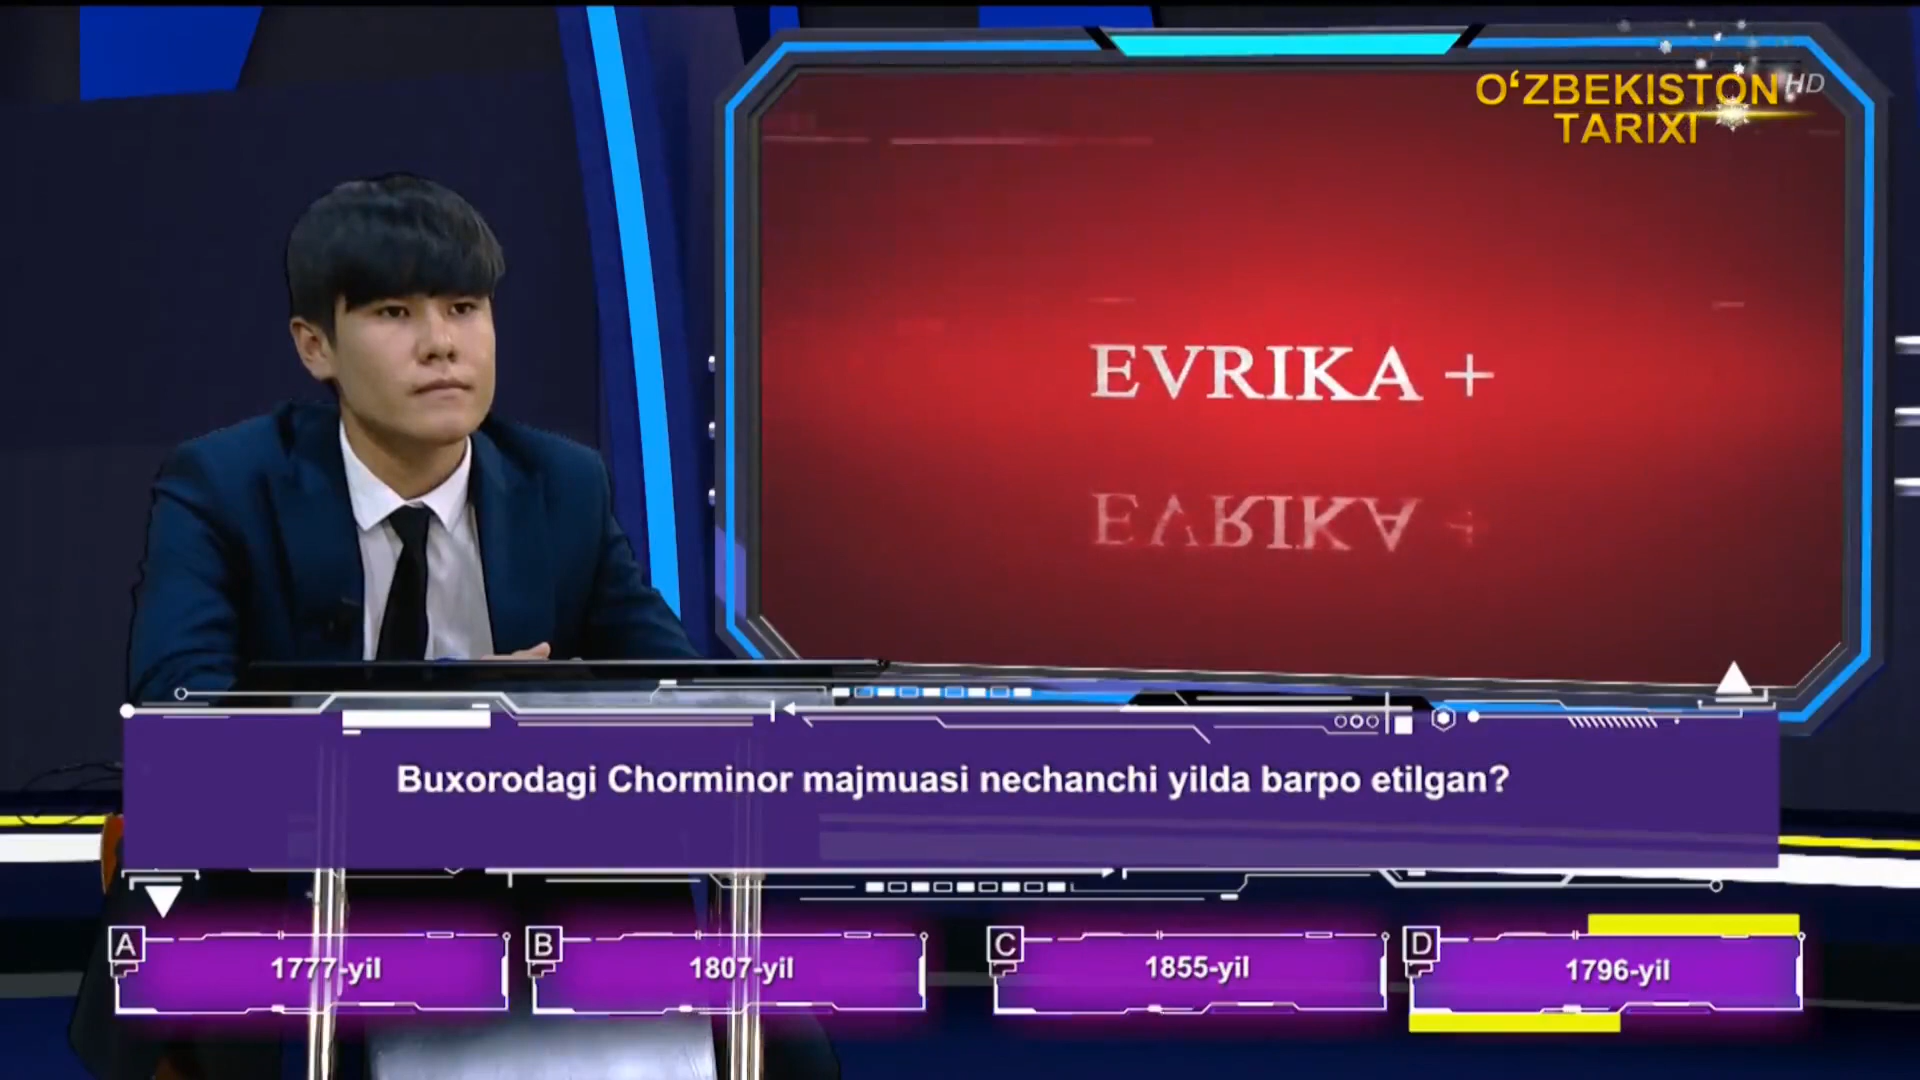 O‘ZBEKISTON HD
TARIXI
EVRIKA +
EVRIKA +
Buxorodagi Chorminor majmuasi nechanchi yilda barpo etilgan?
A 1777-yil
B 1807-yil
C 1855-yil
D 1796-yil